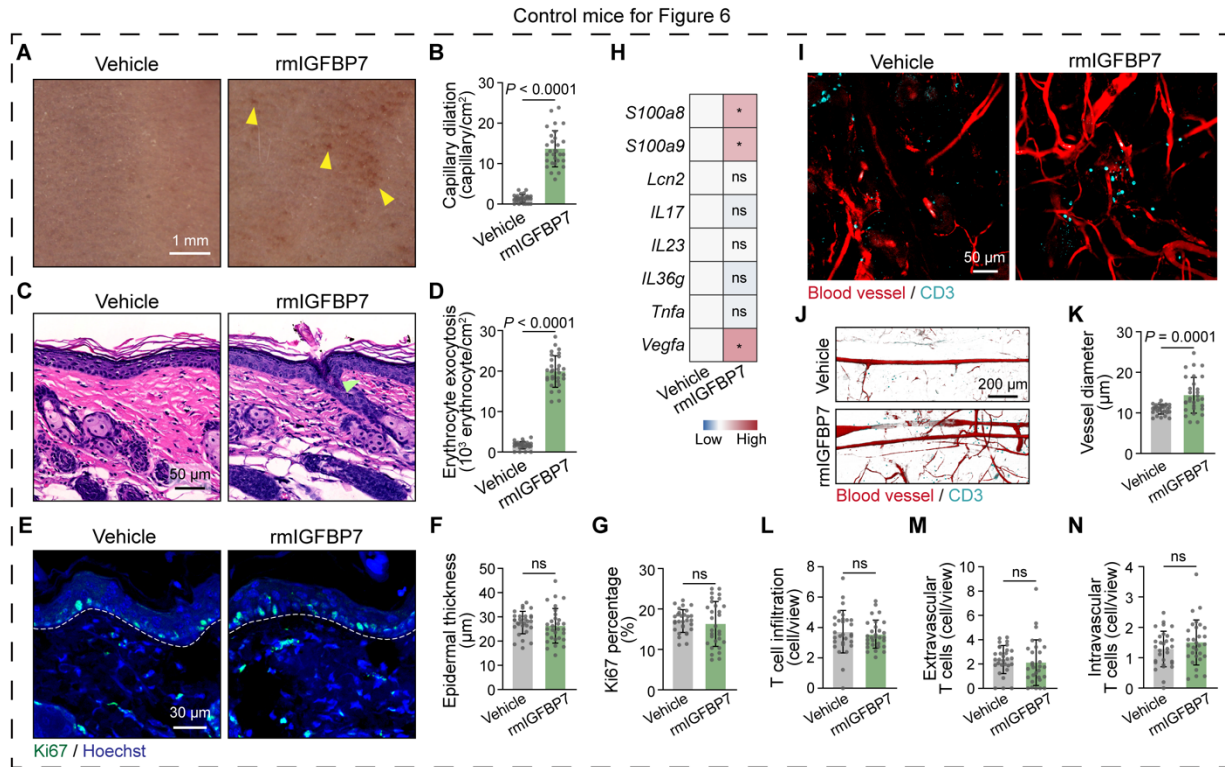 Control mice for Figure 6
A
Vehicle
rmIGFBP7
1 mm
B
Capillary dilation
(capillary/cm²)
30
20
10
0
P < 0.0001
Vehicle
rmIGFBP7
C
Vehicle
rmIGFBP7
50 µm
D
Erythrocyte exocytosis
(10³ erythrocyte/cm²)
30
20
10
0
P < 0.0001
Vehicle
rmIGFBP7
E
Vehicle
rmIGFBP7
30 µm
Ki67 / Hoechst
F
Epidermal thickness
(µm)
50
40
30
20
10
0
ns
Vehicle
rmIGFBP7
G
Ki67 percentage
(%)
30
20
10
0
ns
Vehicle
rmIGFBP7
H
S100a8 *
S100a9 *
Lcn2 ns
IL17 ns
IL23 ns
IL36g ns
Tnfa ns
Vegfa *
Vehicle
rmIGFBP7
Low High
I
Vehicle
rmIGFBP7
50 µm
Blood vessel / CD3
J
Vehicle
200 µm
rmIGFBP7
Blood vessel / CD3
K
Vessel diameter
(µm)
30
20
10
0
P = 0.0001
Vehicle
rmIGFBP7
L
T cell infiltration
(cell/view)
8
6
4
2
0
ns
Vehicle
rmIGFBP7
M
Extravascular
T cells (cell/view)
10
8
6
4
2
0
ns
Vehicle
rmIGFBP7
N
Intravascular
T cells (cell/view)
4
3
2
1
0
ns
Vehicle
rmIGFBP7